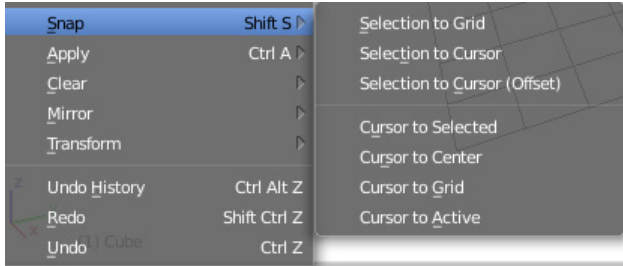 Snap Shift S
Apply Ctrl A
Clear
Mirror
Transform
Undo History Ctrl Alt Z
Redo Shift Ctrl Z
Undo Ctrl Z
(1) Cube
Z
X
Selection to Grid
Selection to Cursor
Selection to Cursor (Offset)
Cursor to Selected
Cursor to Center
Cursor to Grid
Cursor to Active